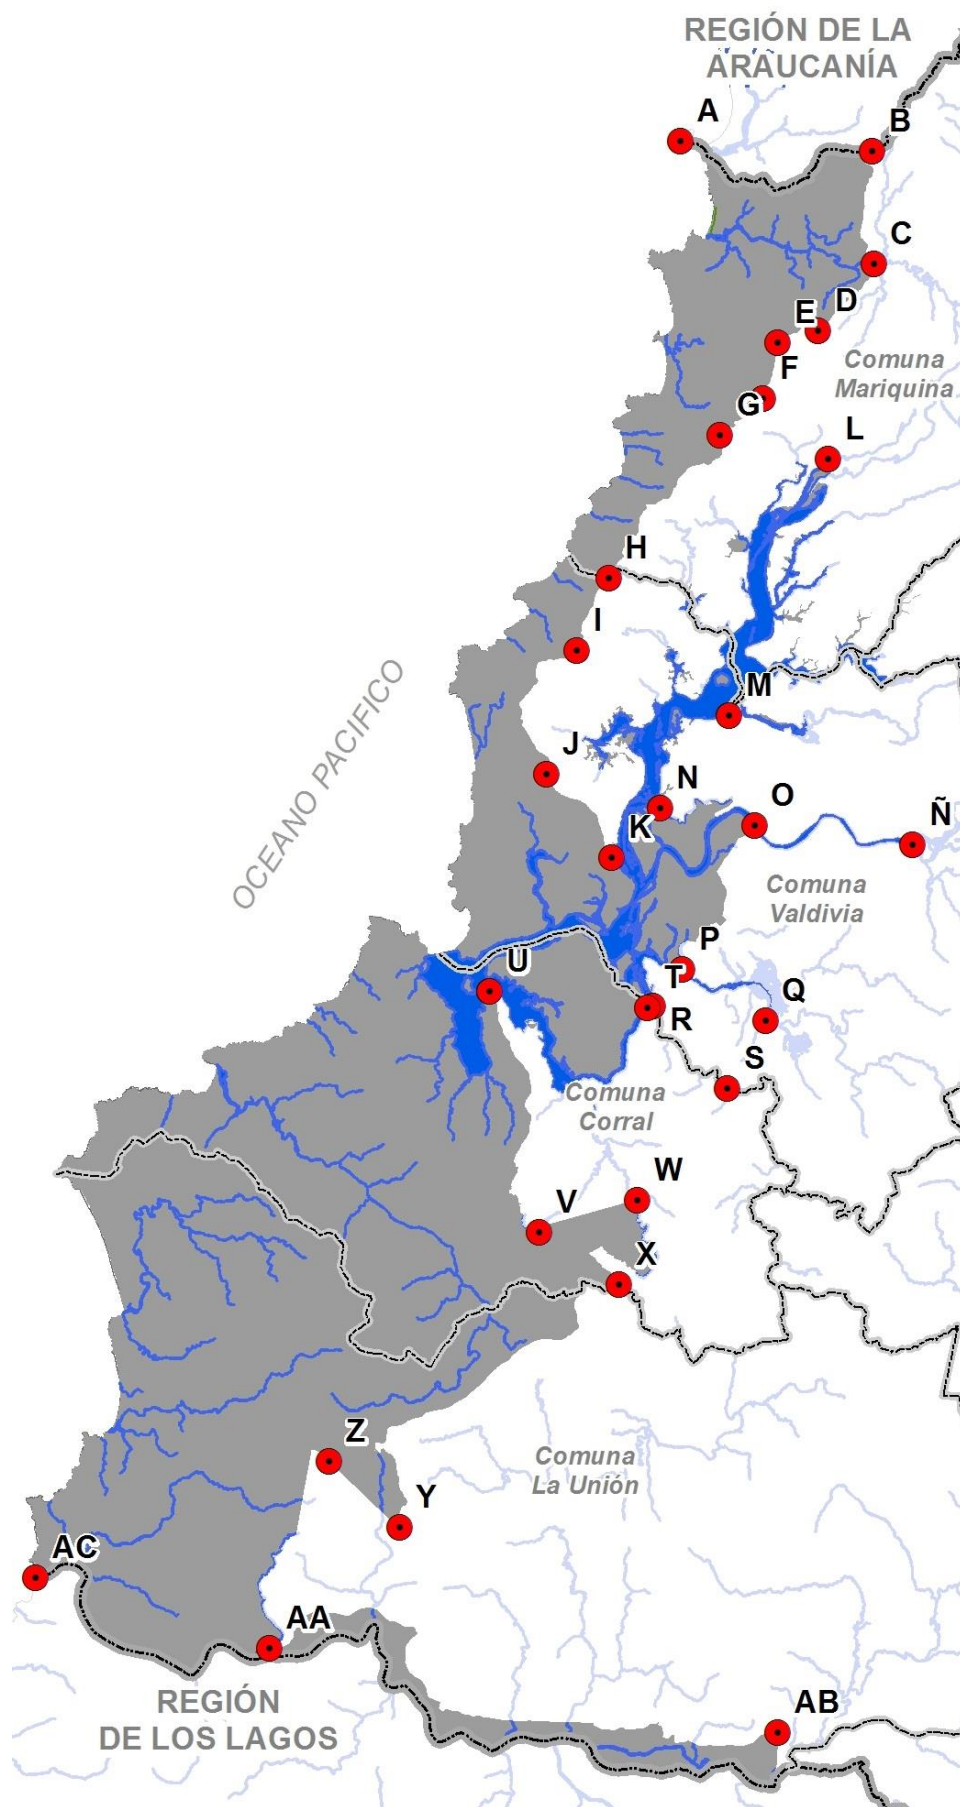 REGIÓN DE LA
ARAUCANÍA
A
B
C
D
E
F
Comuna
Mariquina
G
L
H
I
M
J
N
O
Ñ
K
OCEANO PACIFICO
Comuna
Valdivia
P
U
T
Q
R
S
Comuna
Corral
W
V
X
Z
Comuna
La Unión
Y
AC
AA
REGIÓN
DE LOS LAGOS
AB